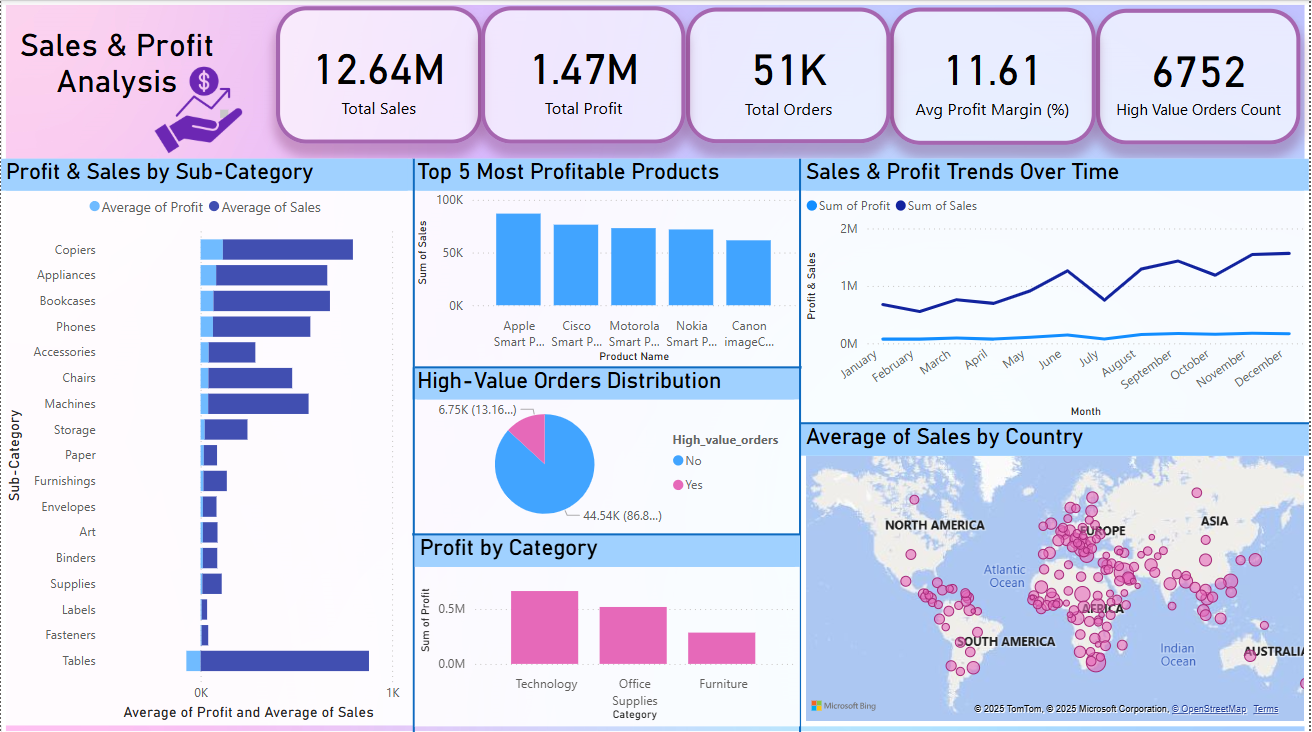 Sales & Profit
Analysis
$
12.64M
Total Sales
1.47M
Total Profit
51K
Total Orders
11.61
Avg Profit Margin (%)
6752
High Value Orders Count
Profit & Sales by Sub-Category
Average of Profit Average of Sales
Sub-Category
Copiers
Appliances
Bookcases
Phones
Accessories
Chairs
Machines
Storage
Paper
Furnishings
Envelopes
Art
Binders
Supplies
Labels
Fasteners
Tables
0K 1K
Average of Profit and Average of Sales
Top 5 Most Profitable Products
Sum of Sales
100K
50K
0K
Apple Cisco Motorola Nokia Canon
Smart P... Smart P... Smart P... Smart P... imageC...
Product Name
High-Value Orders Distribution
6.75K (13.16...)
44.54K (86.8...)
High_value_orders
No
Yes
Profit by Category
Sum of Profit
0.5M
0.0M
Technology Office Furniture
Supplies
Category
Sales & Profit Trends Over Time
Sum of Profit Sum of Sales
Profit & Sales
2M
1M
0M
January February March April May June July August September October November December
Month
Average of Sales by Country
NORTH AMERICA
EUROPE
ASIA
Atlantic
Ocean
AFRICA
SOUTH AMERICA
Indian
Ocean
AUSTRALIA
Microsoft Bing
© 2025 TomTom, © 2025 Microsoft Corporation, © OpenStreetMap Terms